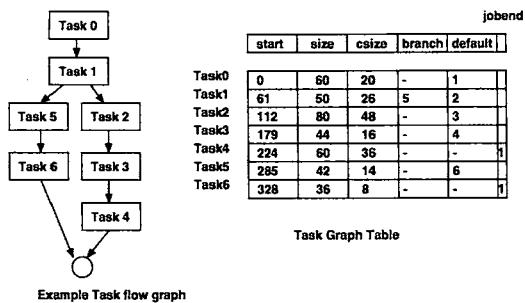 Task 0
Task 1
Task 5 Task 2
Task 6 Task 3
Task 4
Example Task flow graph
jobend
start size csize branch default
Task0 0 60 20 - 1
Task1 61 50 26 5 2
Task2 112 80 48 - 3
Task3 179 44 16 - 4
Task4 224 60 36 - - 1
Task5 285 42 14 - 6
Task6 328 36 8 - - 1
Task Graph Table